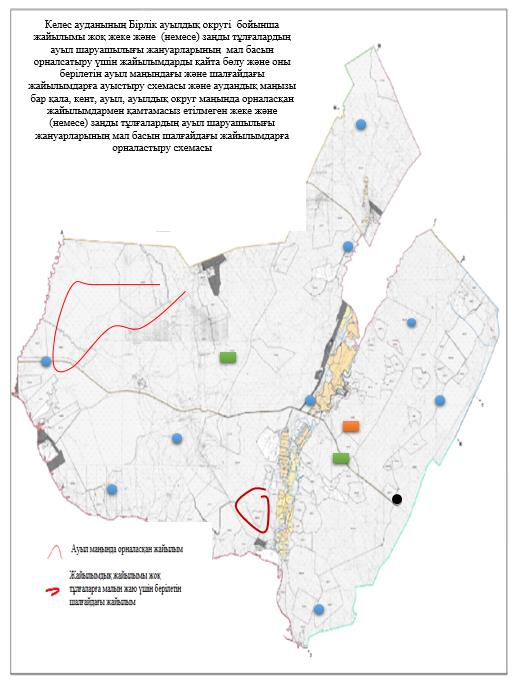 Келес ауданының Бірлік ауылдық округі бойынша
жайылымы жоқ жеке және (немесе) заңды тұлғалардың
ауыл шаруашылығы жануарларының мал басын
орналсатыру үшін жайылымдарды қайта бөлу және оны
берілетін ауыл маңындағы және шалғайдағы
жайылымдарға ауыстыру схемасы және аудандық маңызы
бар қала, кент, ауыл, ауылдық округ маңында орналасқан
жайылымдармен қамтамасыз етілмеген жеке және
(немесе) заңды тұлғалардың ауыл шаруашылығы
жануарларының мал басын шалғайдағы жайылымдарға
орналастыру схемасы
Ауыл маңында орналасқан жайылым
Жайылымдық жайылымы жоқ
тұлғаларға малын жаю үшін берілетін
шалғайдағы жайылым